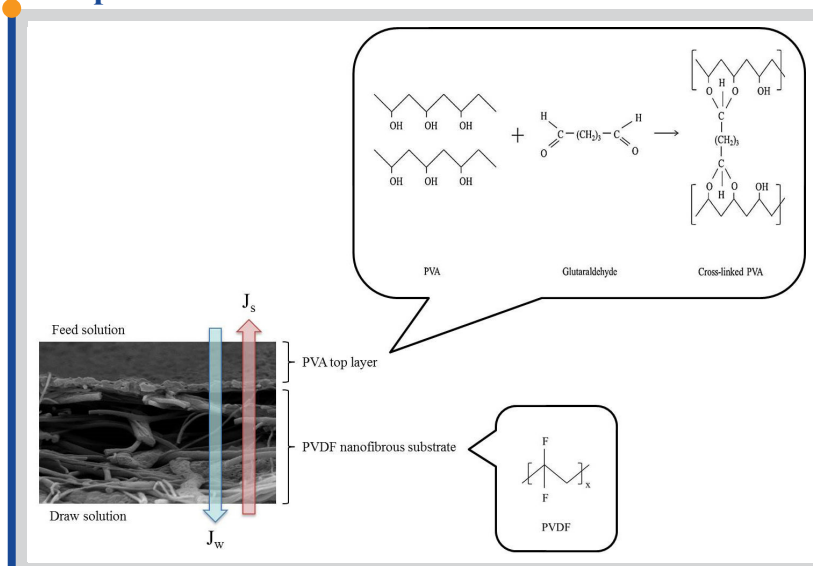 H
O O OH
C
(CH₂)₃
C
O H O OH
OH OH OH
OH OH OH
+
H H
C – (CH₂)₃ – C
O O
PVA
Glutaraldehyde
Cross-linked PVA
Jₛ
Feed solution
PVA top layer
PVDF nanofibrous substrate
Draw solution
J_w
F
x
F
PVDF